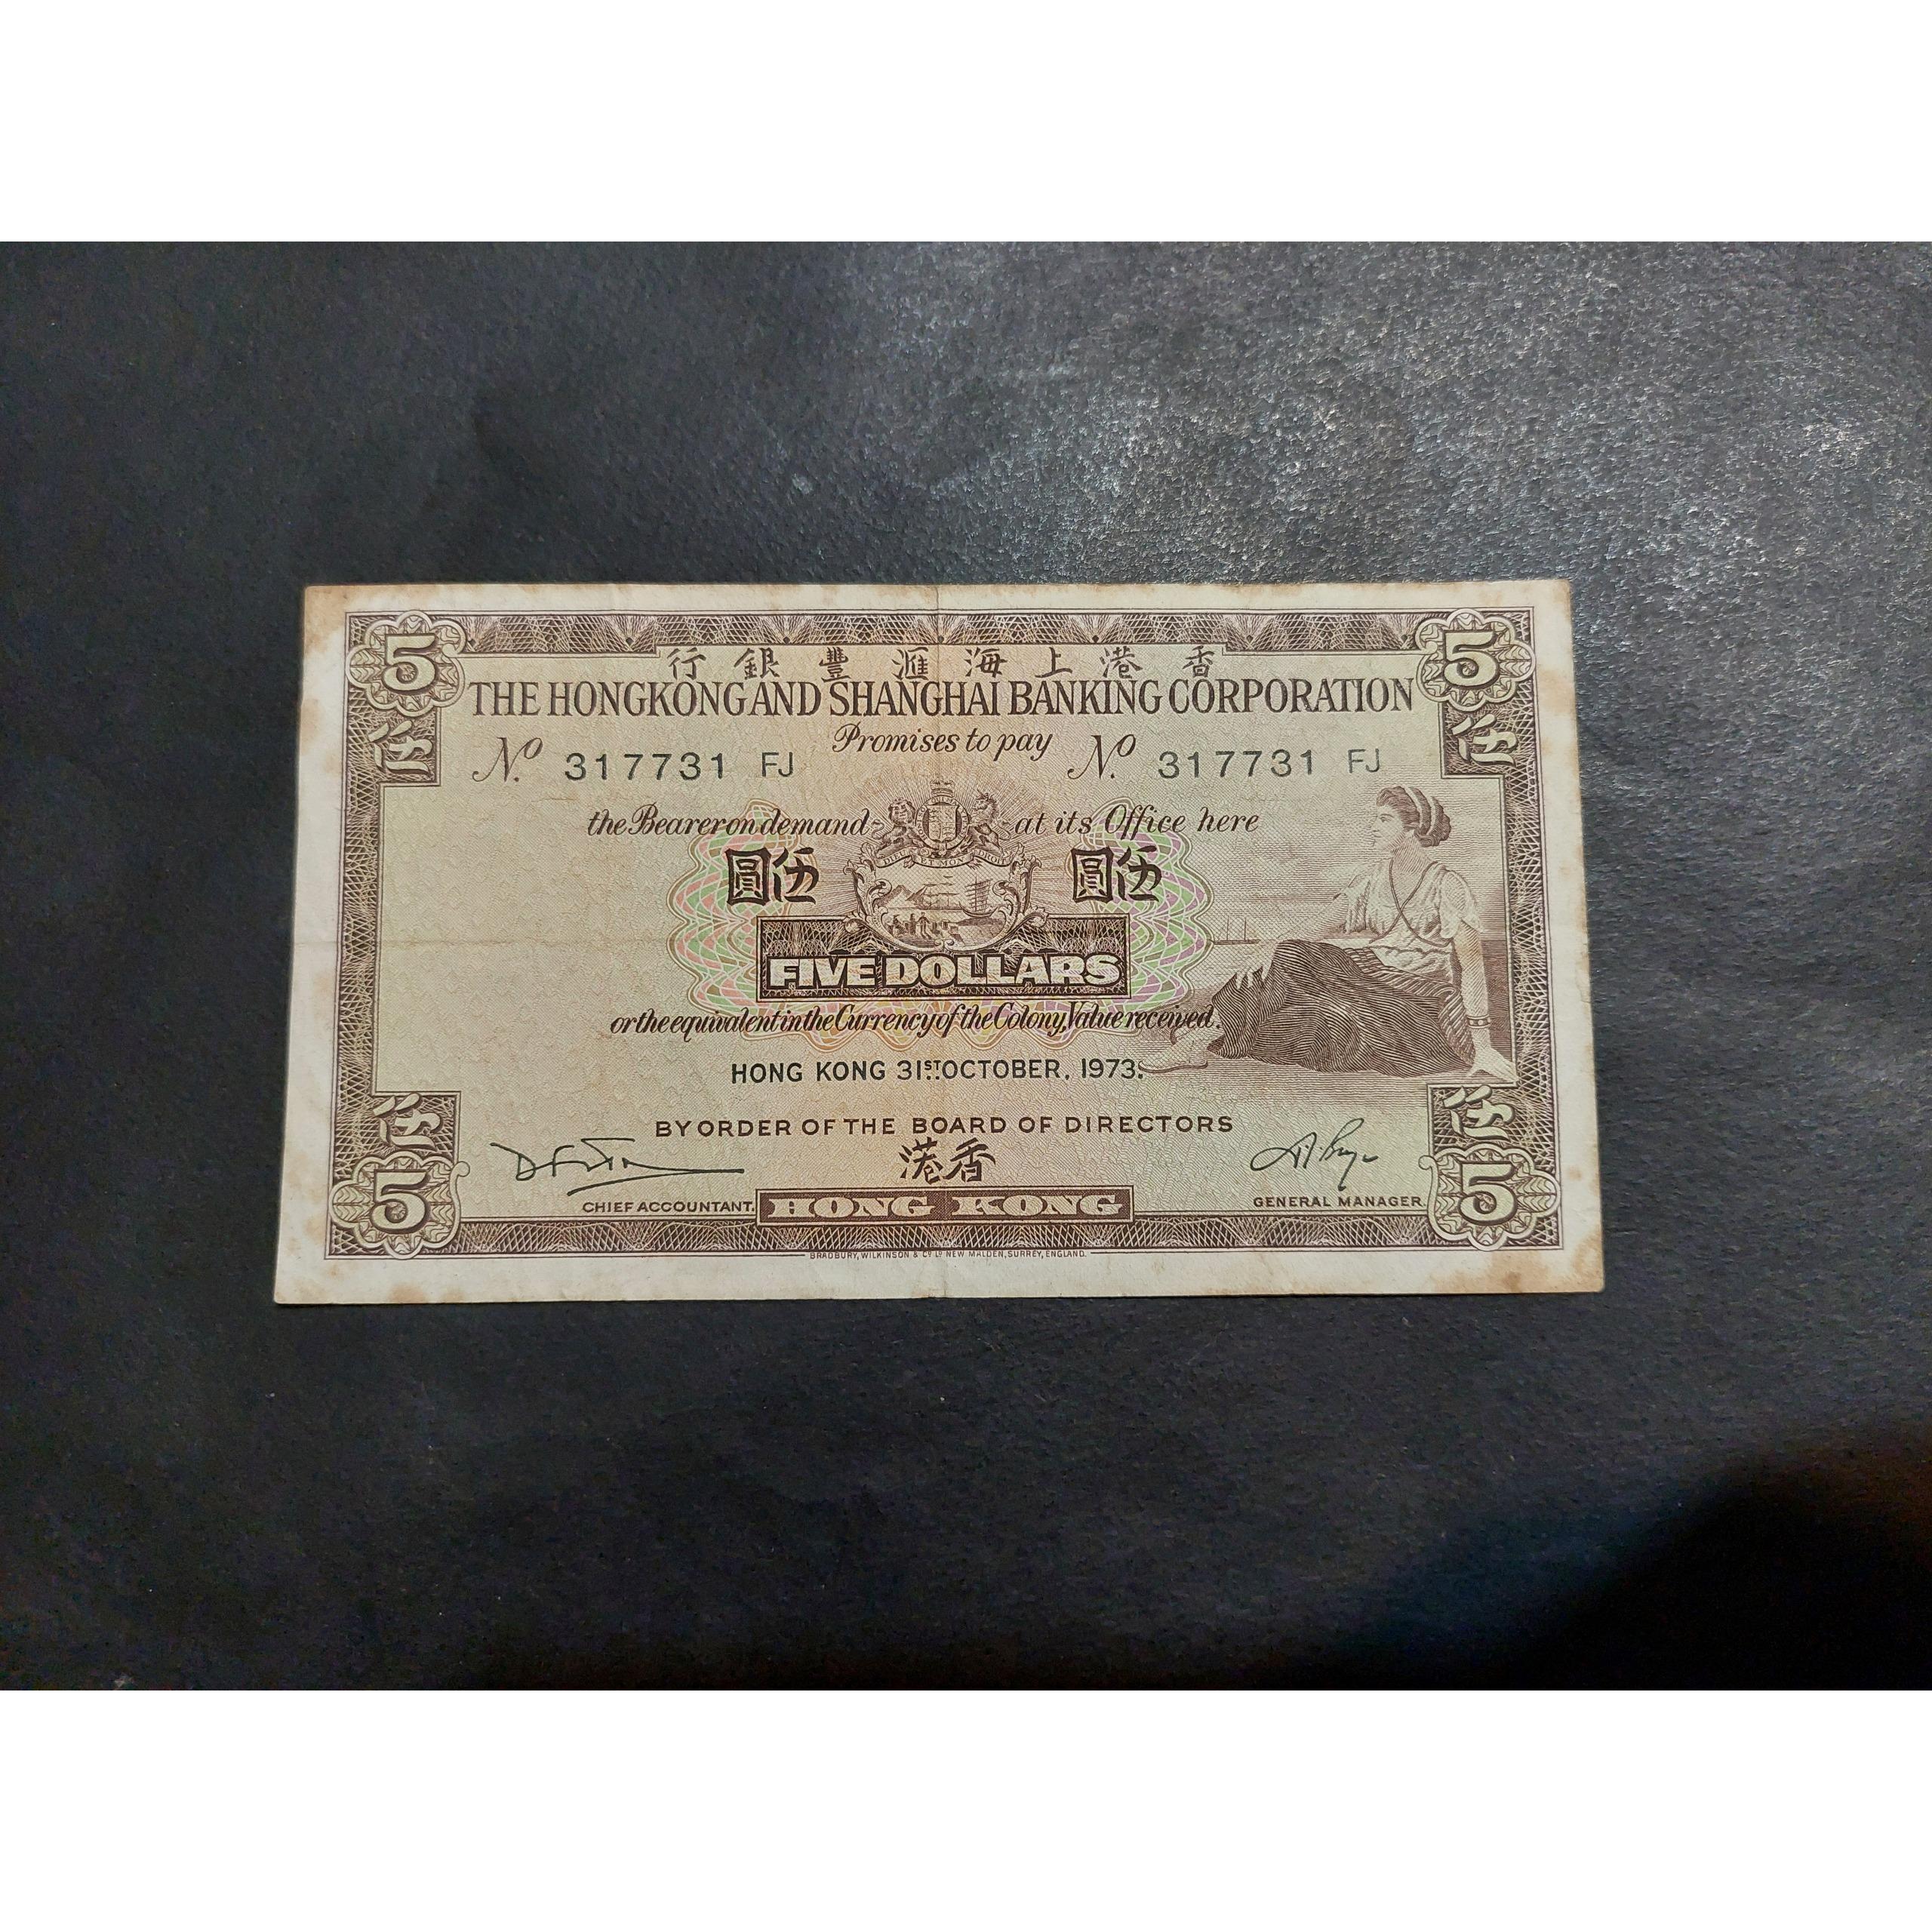 5
5
行銀豐滙海上港香
THE HONGKONG AND SHANGHAI BANKING CORPORATION
伍
伍
Promises to pay
No. 317731 FJ
No. 317731 FJ
the Bearer on demand
at its Office here
DIEU ET MON DROIT
圓伍
圓伍
FIVE DOLLARS
or the equivalent in the Currency of the Colony, Value received.
HONG KONG 31ST OCTOBER, 1973.
伍
伍
BY ORDER OF THE BOARD OF DIRECTORS
港香
5
5
CHIEF ACCOUNTANT.
HONG KONG
GENERAL MANAGER
BRADBURY, WILKINSON & Co. Ld. NEW MALDEN, SURREY, ENGLAND.